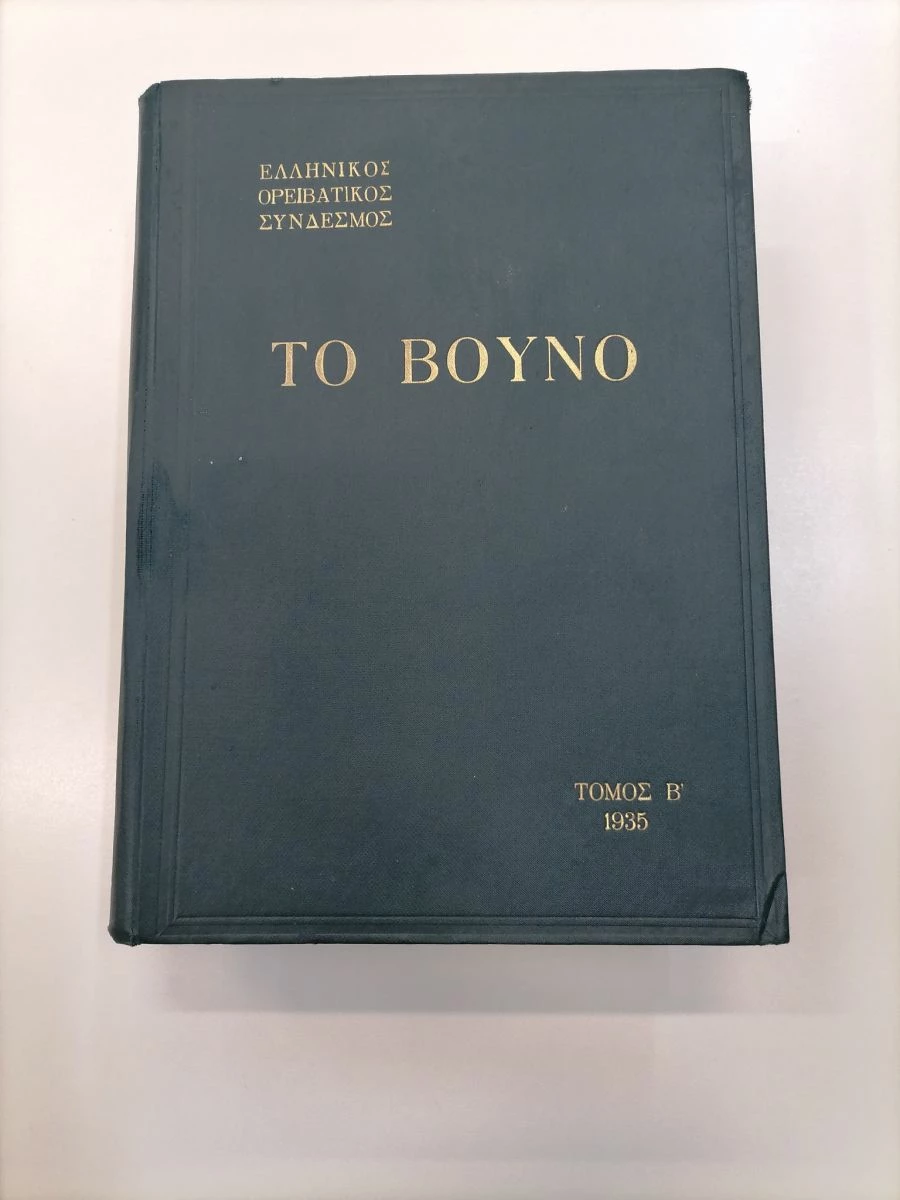 ΕΛΛΗΝΙΚΟΣ
ΟΡΕΙΒΑΤΙΚΟΣ
ΣΥΝΔΕΣΜΟΣ
ΤΟ ΒΟΥΝΟ
ΤΟΜΟΣ Β'
1935